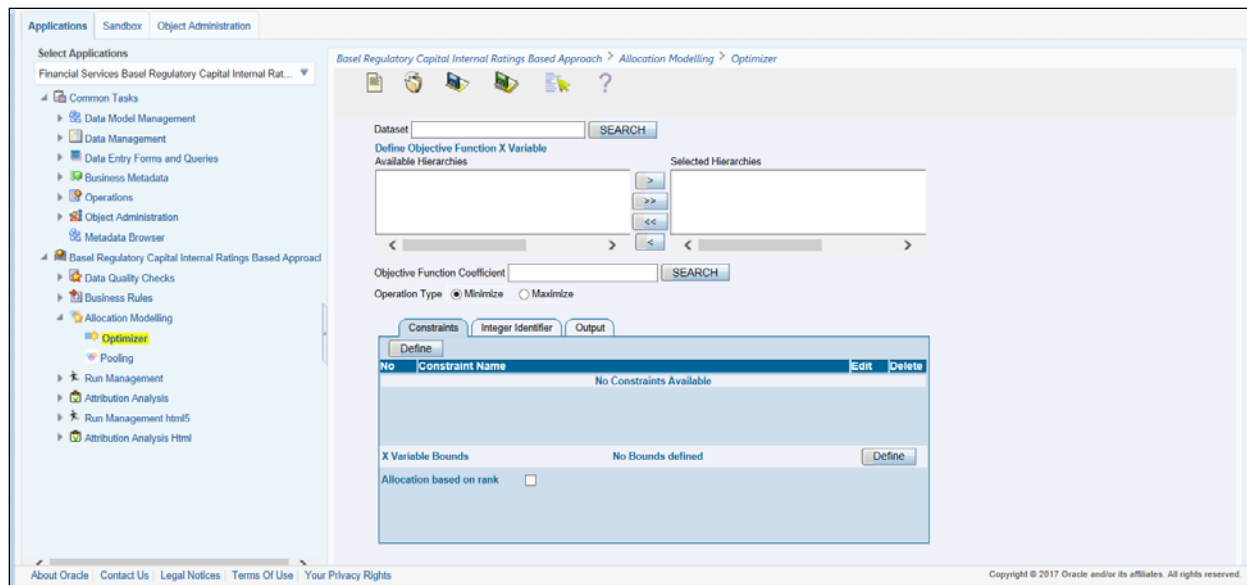 Applications Sandbox Object Administration
Select Applications
Financial Services Basel Regulatory Capital Internal Rat...
Common Tasks
Data Model Management
Data Management
Data Entry Forms and Queries
Business Metadata
Operations
Object Administration
Metadata Browser
Basel Regulatory Capital Internal Ratings Based Approacl
Data Quality Checks
Business Rules
Allocation Modelling
Optimizer
Pooling
Run Management
Attribution Analysis
Run Management html5
Attribution Analysis Html
Basel Regulatory Capital Internal Ratings Based Approach > Allocation Modelling > Optimizer
?
Dataset SEARCH
Define Objective Function X Variable
Available Hierarchies Selected Hierarchies
>
>>
<<
<
Objective Function Coefficient SEARCH
Operation Type Minimize Maximize
Constraints Integer Identifier Output
Define
No Constraint Name Edit Delete
No Constraints Available
X Variable Bounds No Bounds defined Define
Allocation based on rank
About Oracle Contact Us Legal Notices Terms Of Use Your Privacy Rights
Copyright © 2017 Oracle and/or its affiliates. All rights reserved.